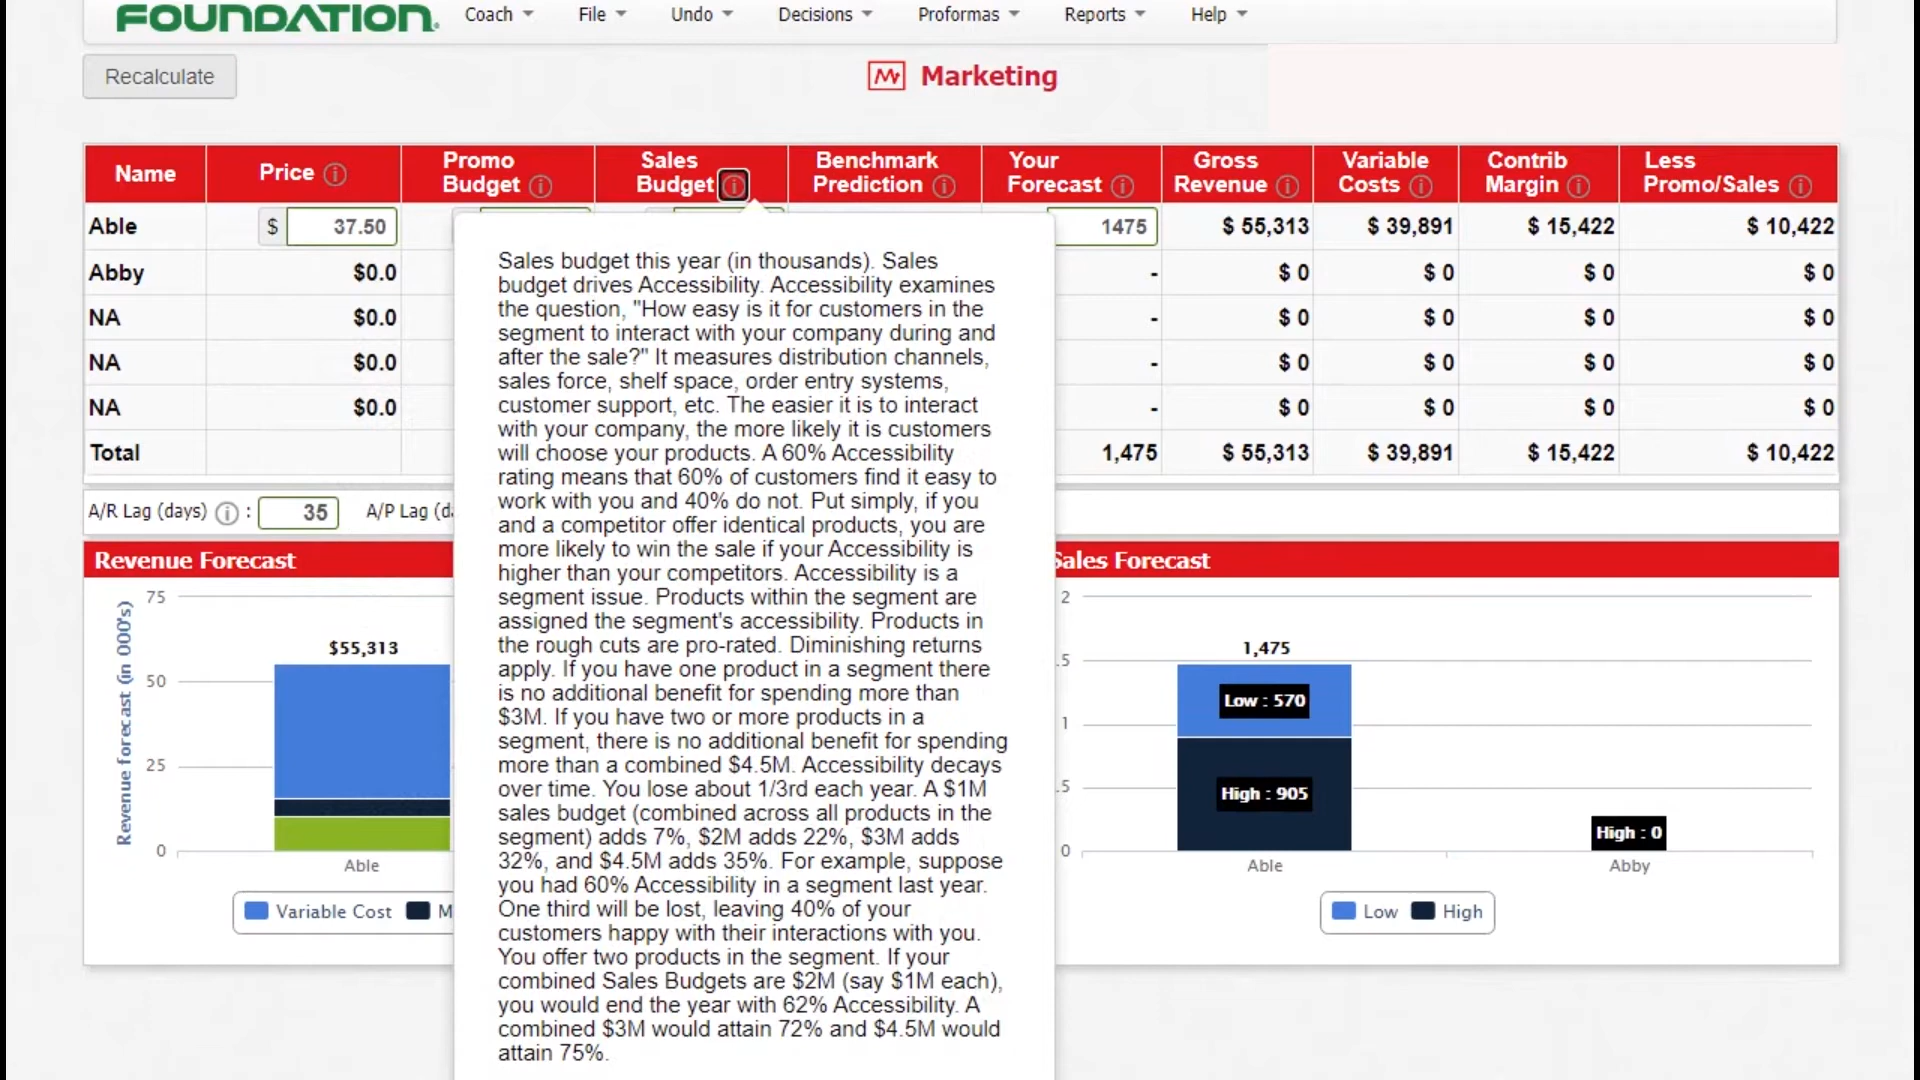 FOUNDATION.
Coach File Undo Decisions Proformas Reports Help
Recalculate
Marketing
Name Price Promo Budget Sales Budget Benchmark Prediction Your Forecast Gross Revenue Variable Costs Contrib Margin Less Promo/Sales
Able $ 37.50 1475 $ 55,313 $ 39,891 $ 15,422 $ 10,422
Abby $0.0 - $ 0 $ 0 $ 0 $ 0
NA $0.0 - $ 0 $ 0 $ 0 $ 0
NA $0.0 - $ 0 $ 0 $ 0 $ 0
NA $0.0 - $ 0 $ 0 $ 0 $ 0
Total 1,475 $ 55,313 $ 39,891 $ 15,422 $ 10,422
A/R Lag (days) : 35 A/P Lag
Sales budget this year (in thousands). Sales
budget drives Accessibility. Accessibility examines
the question, "How easy is it for customers in the
segment to interact with your company during and
after the sale?" It measures distribution channels,
sales force, shelf space, order entry systems,
customer support, etc. The easier it is to interact
with your company, the more likely it is customers
will choose your products. A 60% Accessibility
rating means that 60% of customers find it easy to
work with you and 40% do not. Put simply, if you
and a competitor offer identical products, you are
more likely to win the sale if your Accessibility is
higher than your competitors. Accessibility is a
segment issue. Products within the segment are
assigned the segment's accessibility. Products in
the rough cuts are pro-rated. Diminishing returns
apply. If you have one product in a segment there
is no additional benefit for spending more than
$3M. If you have two or more products in a
segment, there is no additional benefit for spending
more than a combined $4.5M. Accessibility decays
over time. You lose about 1/3rd each year. A $1M
sales budget (combined across all products in the
segment) adds 7%, $2M adds 22%, $3M adds
32%, and $4.5M adds 35%. For example, suppose
you had 60% Accessibility in a segment last year.
One third will be lost, leaving 40% of your
customers happy with their interactions with you.
You offer two products in the segment. If your
combined Sales Budgets are $2M (say $1M each),
you would end the year with 62% Accessibility. A
combined $3M would attain 72% and $4.5M would
attain 75%.
Revenue Forecast
Revenue forecast (in 000's)
75
50
25
0
$55,313
Able
Variable Cost M
Sales Forecast
2
.5
1
.5
0
1,475
Low : 570
High : 905
High : 0
Able Abby
Low High